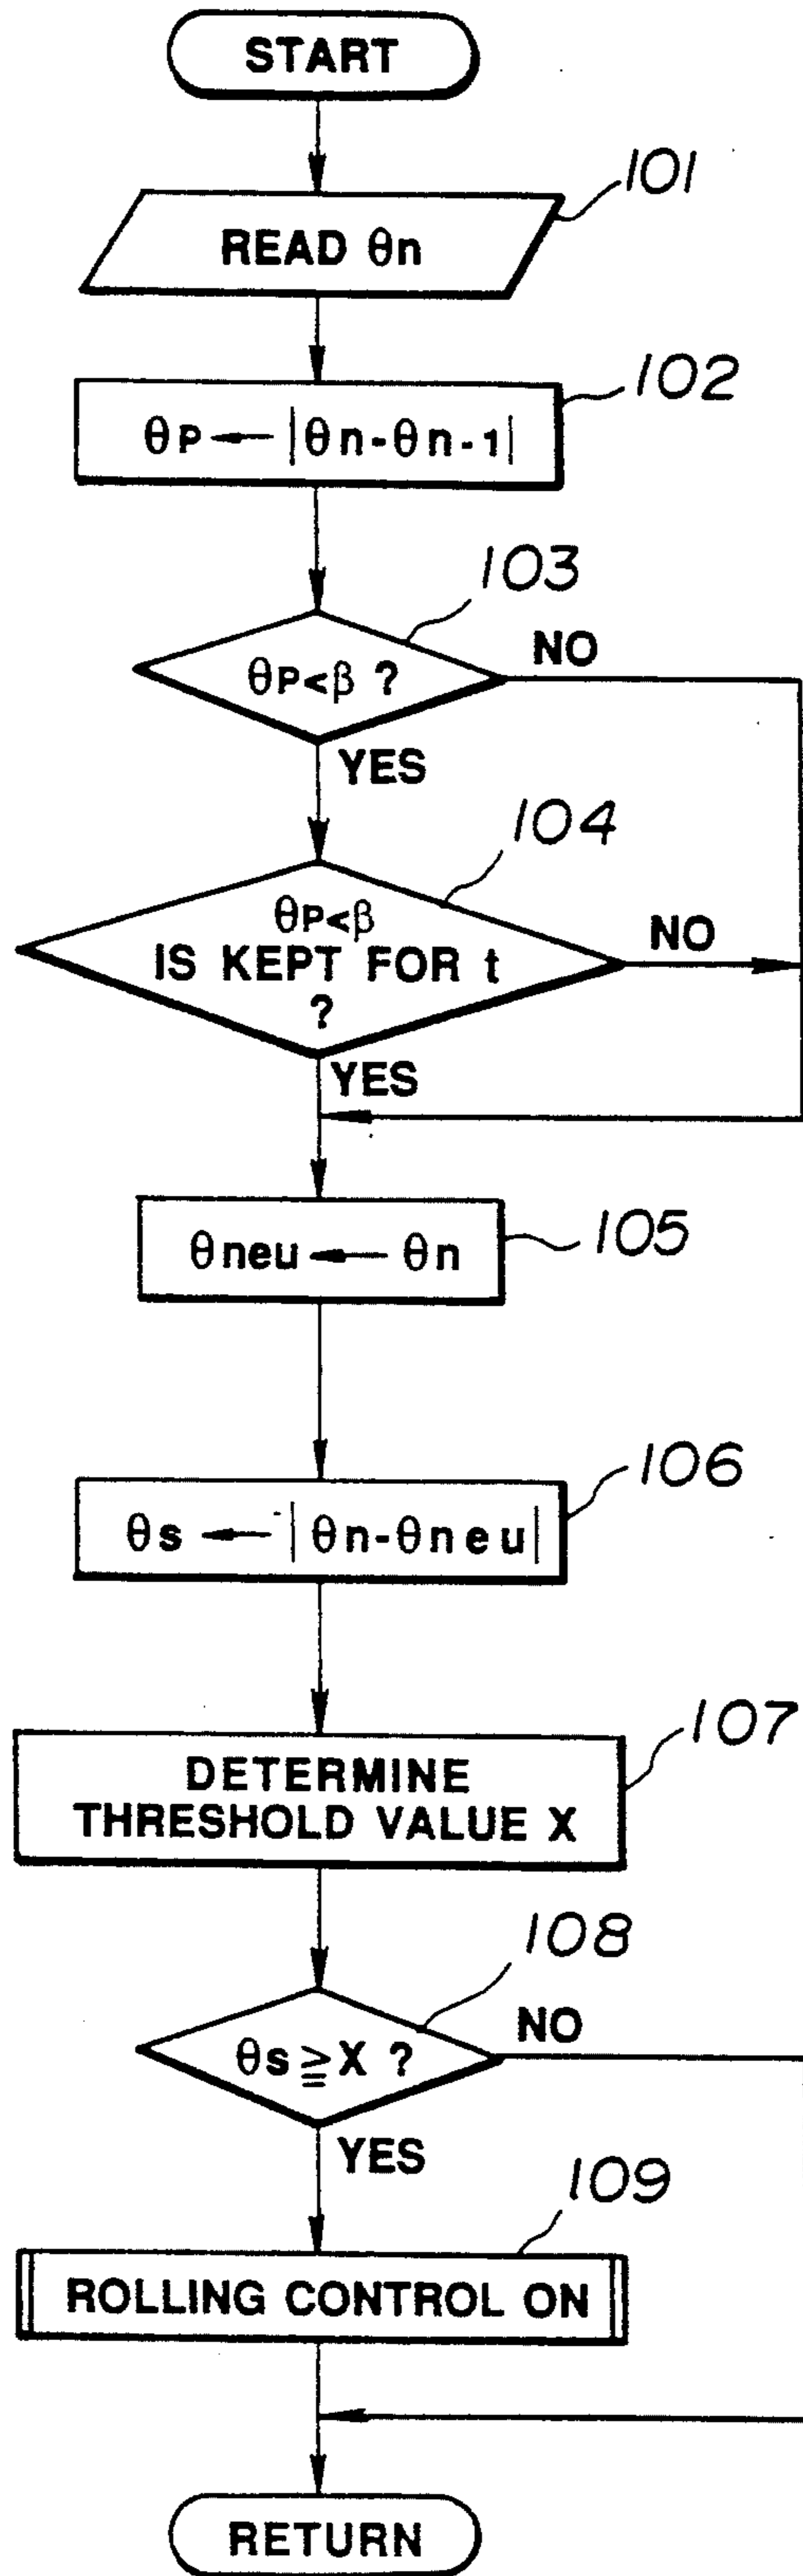 START
101
READ θn
102
θP ← |θn-θn-1|
103
θP<β ?
NO
YES
104
θP<β
IS KEPT FOR t
?
NO
YES
θneu ← θn
105
106
θs ← |θn-θneu|
107
DETERMINE
THRESHOLD VALUE X
108
θs≧X ?
NO
YES
109
ROLLING CONTROL ON
RETURN